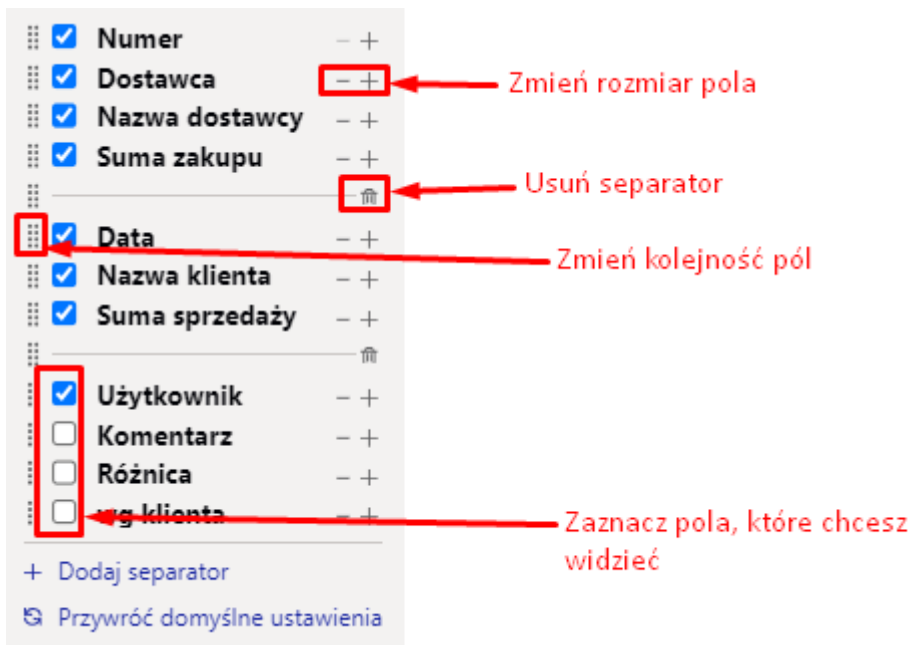 Numer
Dostawca
Zmień rozmiar pola
Nazwa dostawcy
Suma zakupu
Usuń separator
Data
Zmień kolejność pól
Nazwa klienta
Suma sprzedaży
Użytkownik
Komentarz
Różnica
wg klienta
Zaznacz pola, które chcesz
widzieć
+ Dodaj separator
Przywróć domyślne ustawienia